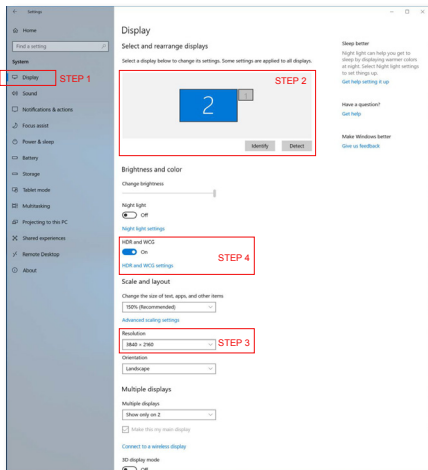 Settings
Home
Find a setting
System
Display
STEP 1
Sound
Notifications & actions
Focus assist
Power & sleep
Battery
Storage
Tablet mode
Multitasking
Projecting to this PC
Shared experiences
Remote Desktop
About
Display
Select and rearrange displays
Select a display below to change its settings. Some settings are applied to all displays.
STEP 2
2
1
Identify
Detect
Brightness and color
Change brightness
Night light
Off
Night light settings
HDR and WCG
On
STEP 4
HDR and WCG settings
Scale and layout
Change the size of text, apps, and other items
150% (Recommended)
Advanced scaling settings
Resolution
3840 × 2160
STEP 3
Orientation
Landscape
Multiple displays
Multiple displays
Show only on 2
Make this my main display
Connect to a wireless display
3D display mode
Off
Sleep better
Night light can help you get to
sleep by displaying warmer colors
at night. Select Night light settings
to set things up.
Get help setting it up
Have a question?
Get help
Make Windows better
Give us feedback